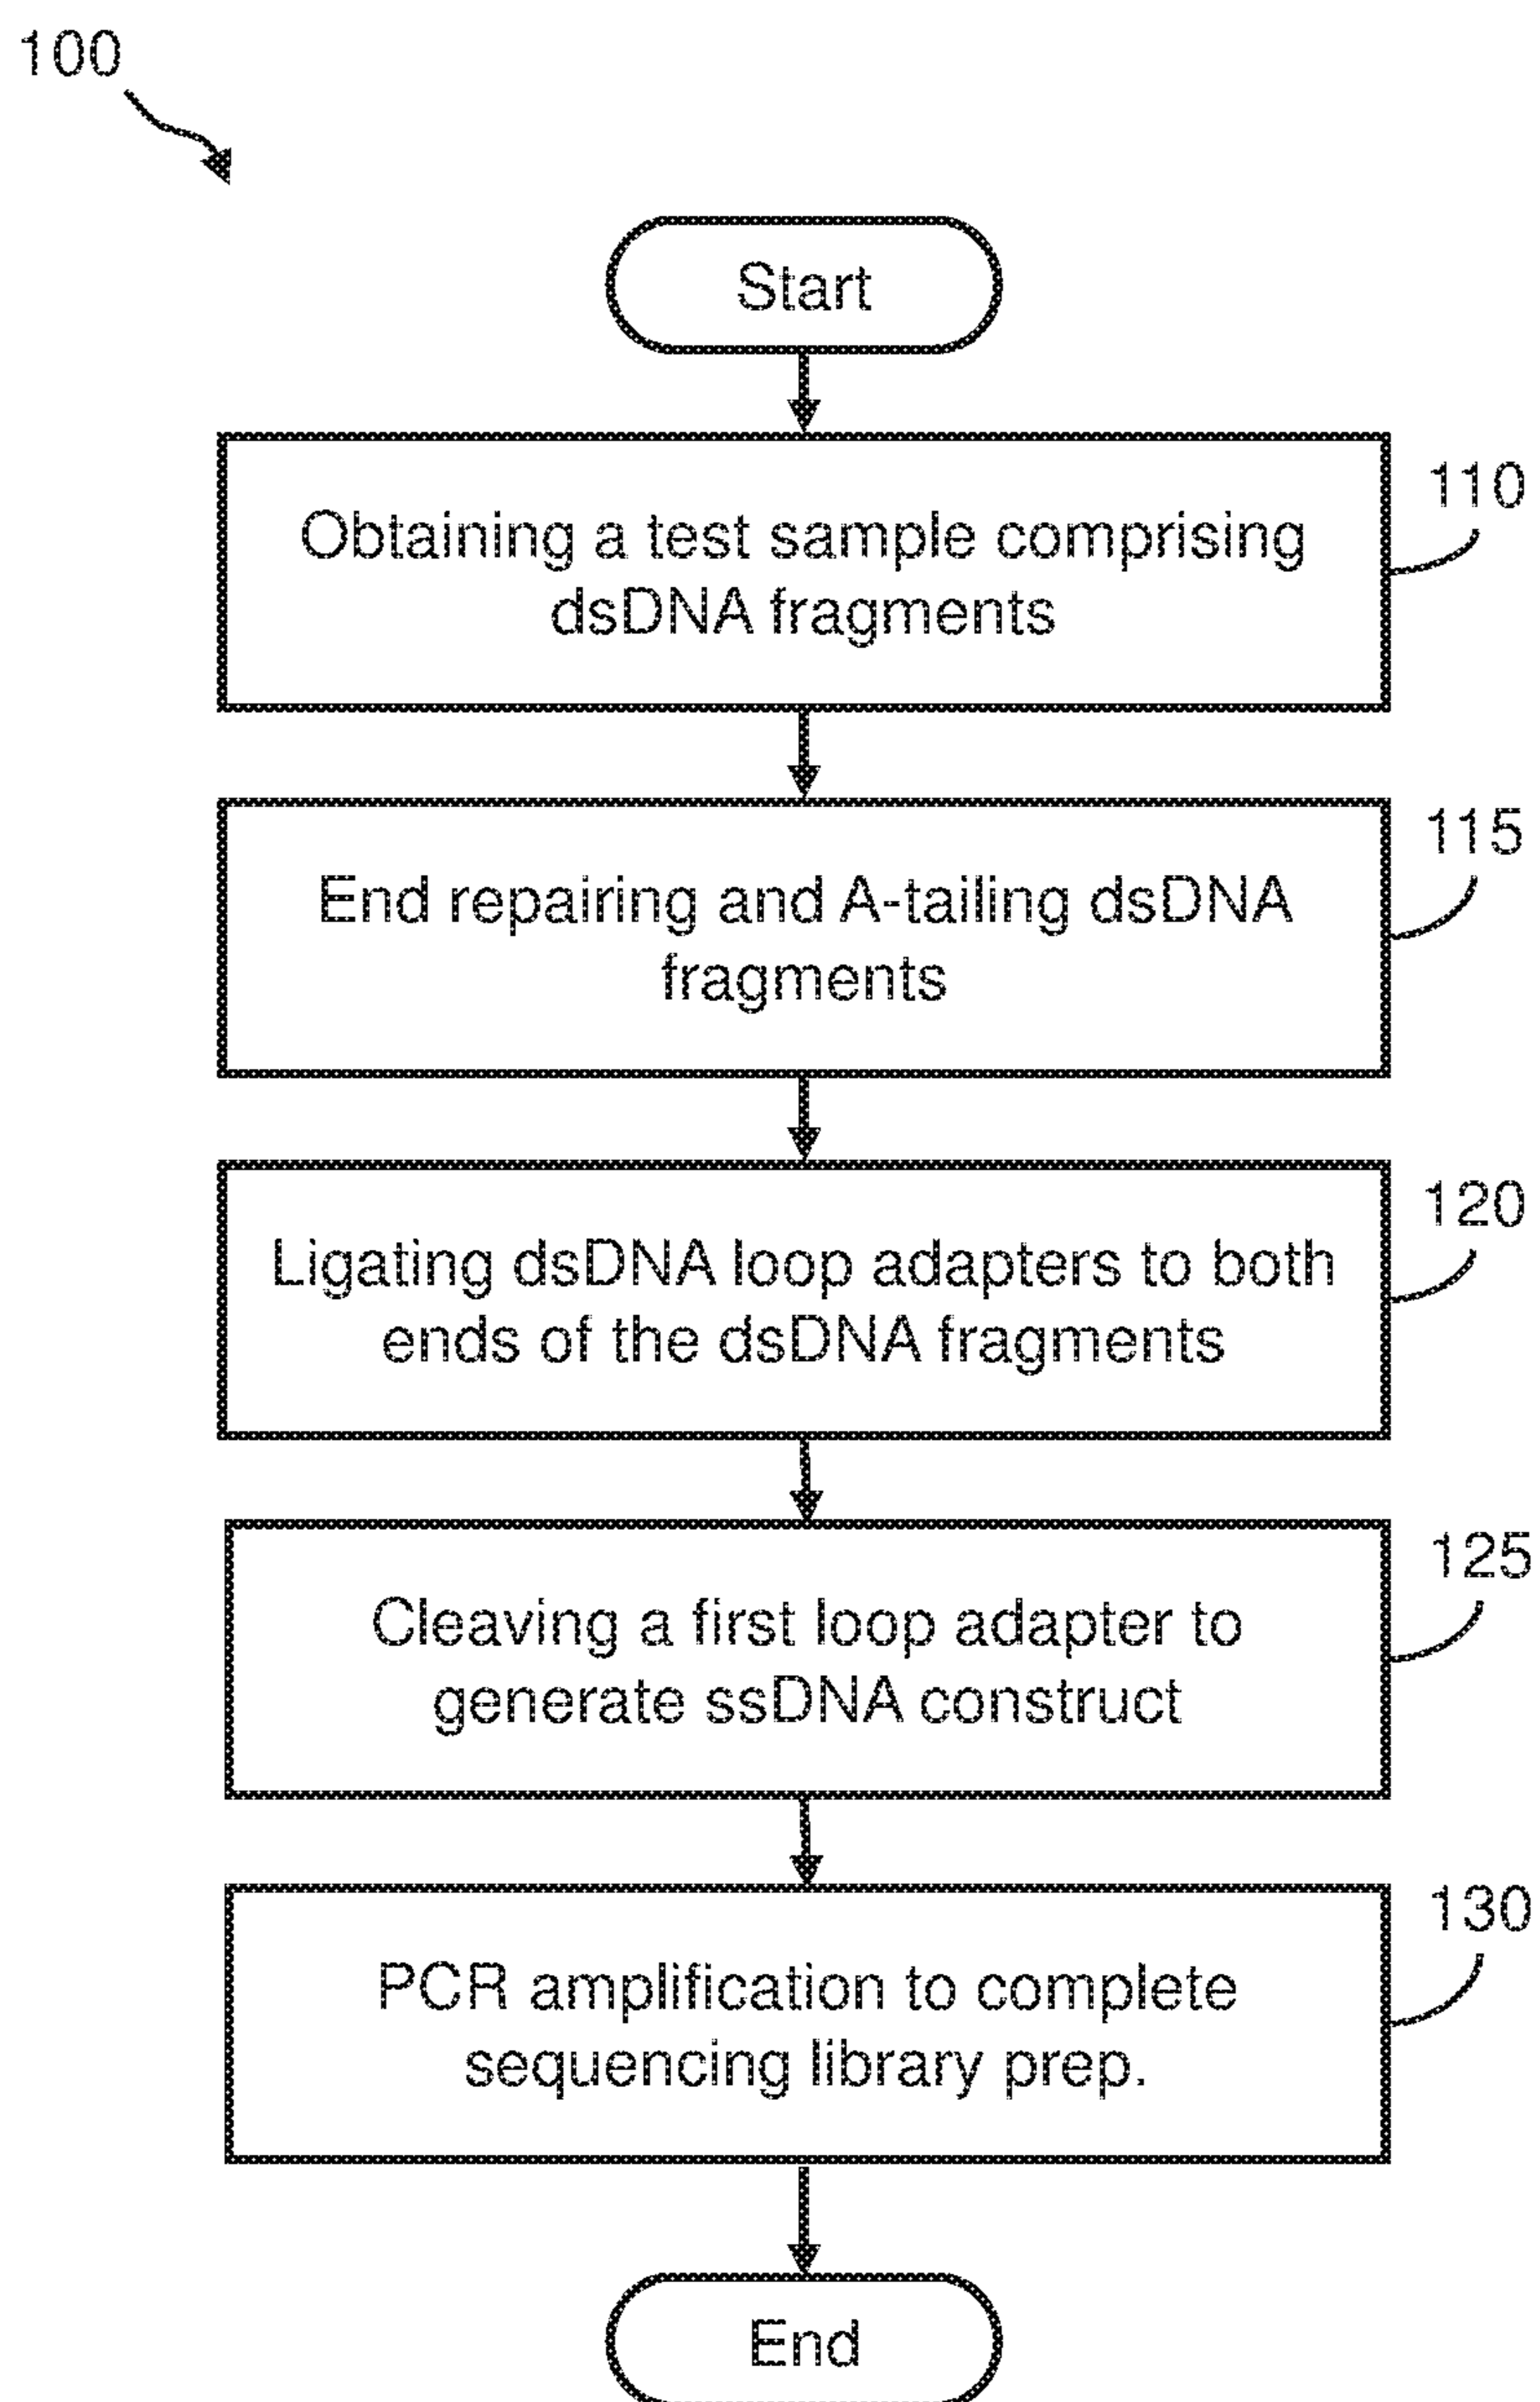 100
Start
110
Obtaining a test sample comprising
dsDNA fragments
115
End repairing and A-tailing dsDNA
fragments
120
Ligating dsDNA loop adapters to both
ends of the dsDNA fragments
125
Cleaving a first loop adapter to
generate ssDNA construct
130
PCR amplification to complete
sequencing library prep.
End